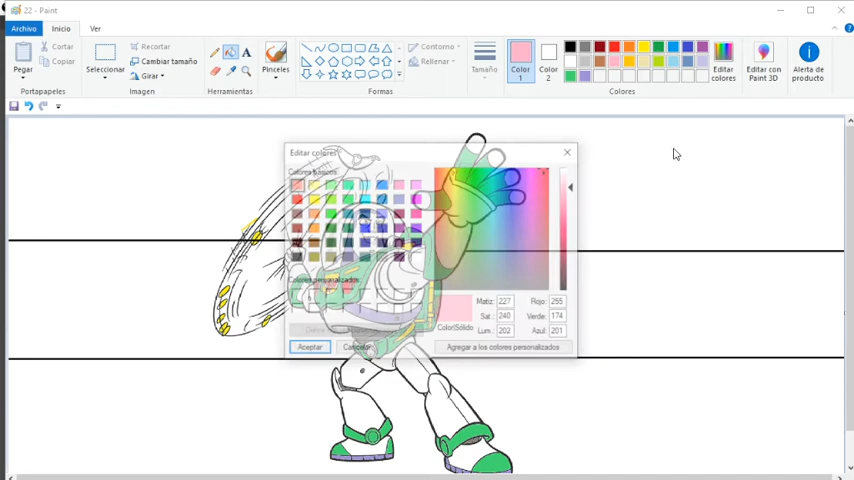 22 - Paint
Archivo Inicio Ver
Pegar
Cortar
Copiar
Portapapeles
Seleccionar
Recortar
Cambiar tamaño
Girar
Imagen
A
Herramientas
Pinceles
Contorno
Rellenar
Formas
Tamaño
Color
1
Color
2
Editar
colores
Colores
Editar con
Paint 3D
Alerta de
producto
Editar colores
Colores básicos:
Colores personalizados:
Aceptar Cancelar
Color|Sólido
Matiz: 227 Rojo: 255
Sat.: 240 Verde: 174
Lum.: 202 Azul: 201
Agregar a los colores personalizados